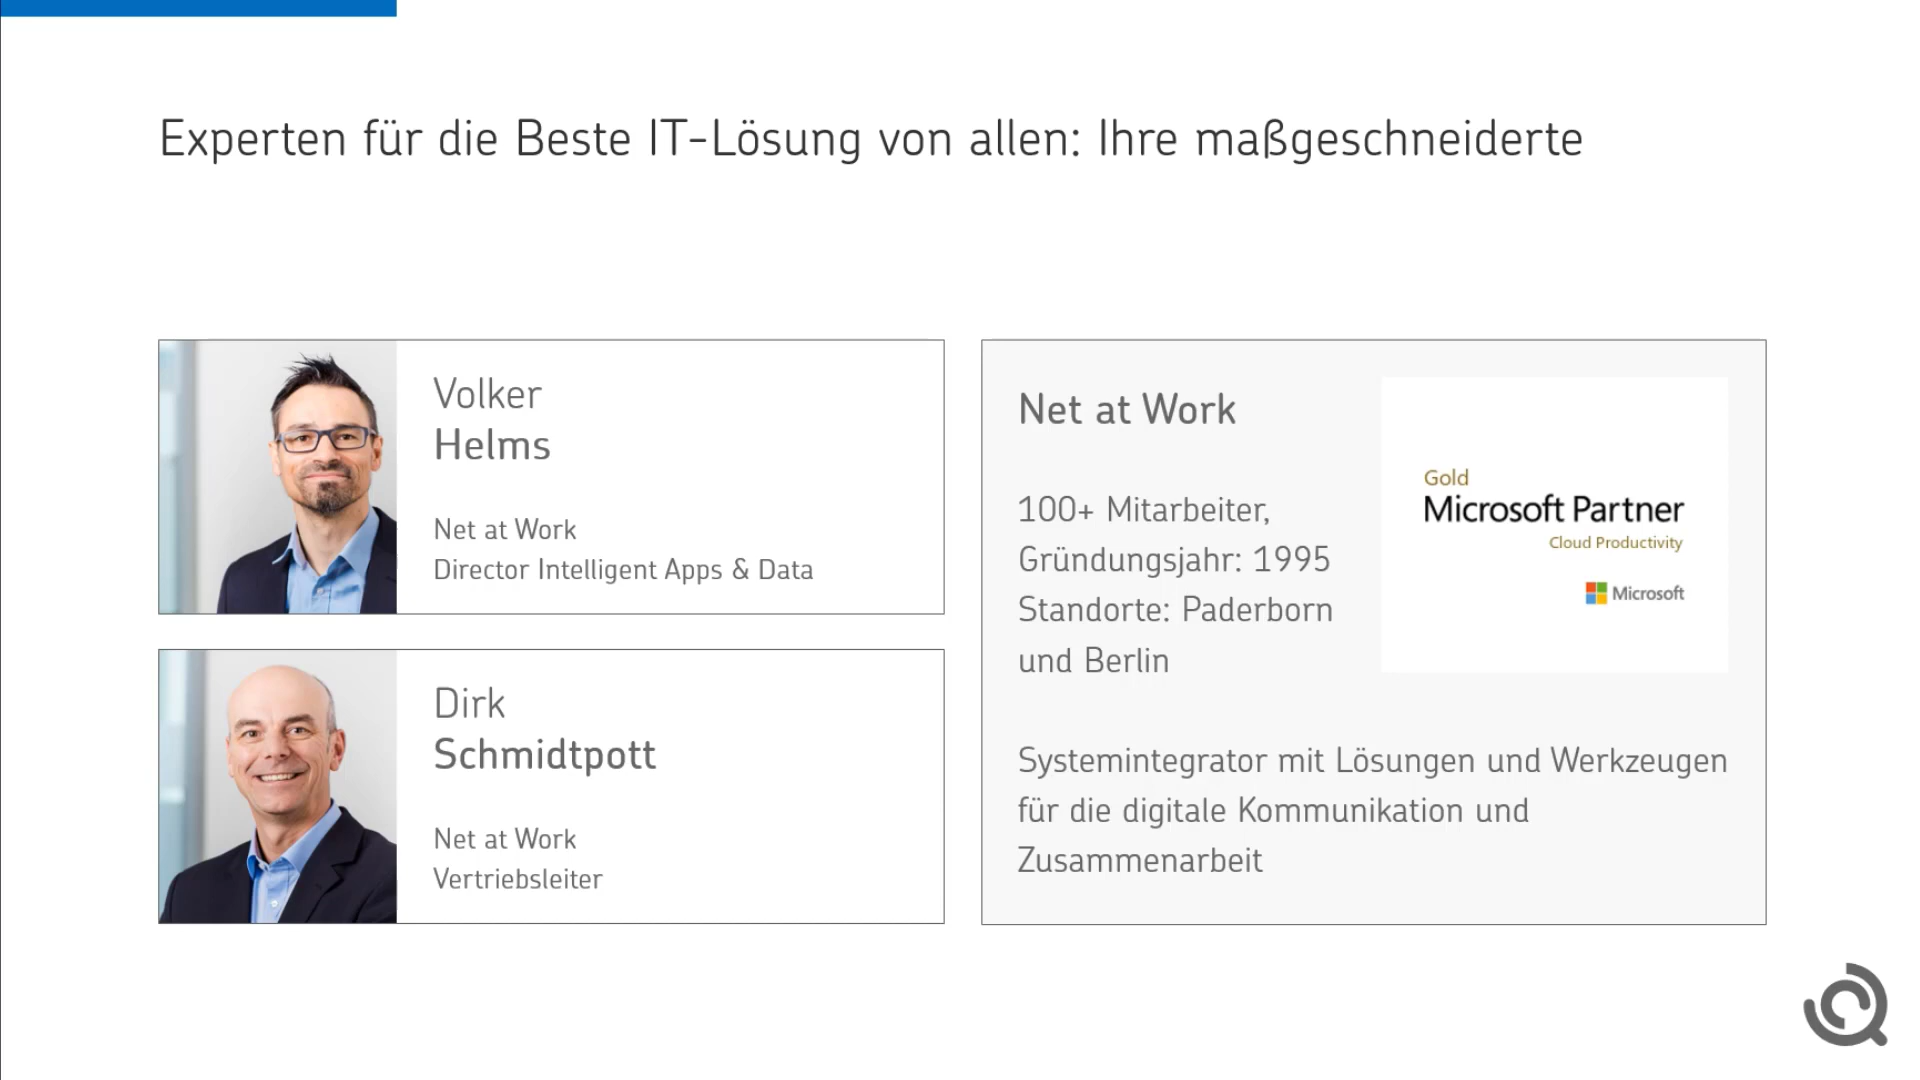 Experten für die Beste IT-Lösung von allen: Ihre maßgeschneiderte
Volker
Helms
Net at Work
Director Intelligent Apps & Data
Dirk
Schmidtpott
Net at Work
Vertriebsleiter
Net at Work
100+ Mitarbeiter,
Gründungsjahr: 1995
Standorte: Paderborn
und Berlin
Gold
Microsoft Partner
Cloud Productivity
Microsoft
Systemintegrator mit Lösungen und Werkzeugen
für die digitale Kommunikation und
Zusammenarbeit